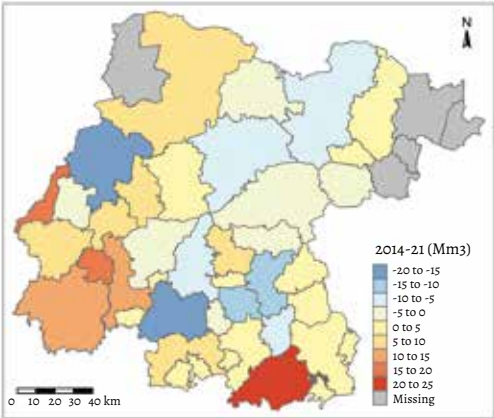 N
2014-21 (Mm3)
-20 to -15
-15 to -10
-10 to -5
-5 to 0
0 to 5
5 to 10
10 to 15
15 to 20
20 to 25
Missing
0 10 20 30 40 km